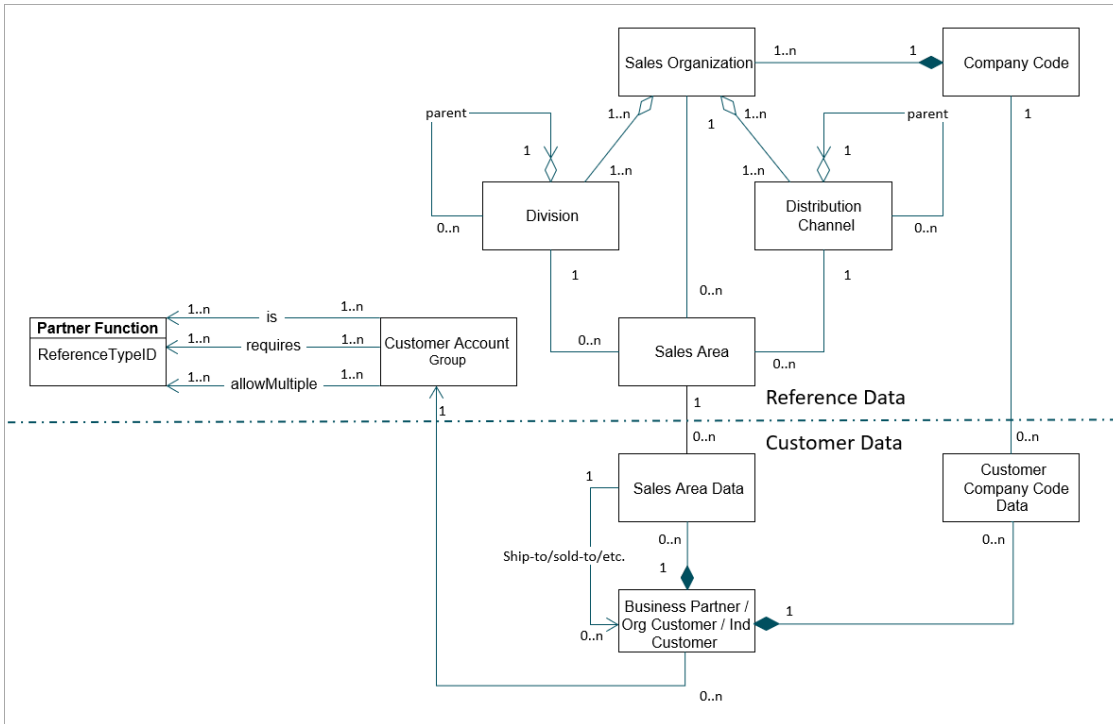 Sales Organization
1..n
1
Company Code
parent
1
1..n
1
1..n
1
parent
1
1..n
1..n
Division
Distribution
Channel
0..n
0..n
1
1
0..n
1..n
is
1..n
Partner Function
ReferenceTypeID
1..n
requires
1..n
Customer Account
Group
0..n
Sales Area
0..n
1..n
allowMultiple
1..n
1
1
Reference Data
0..n
Customer Data
0..n
1
Sales Area Data
Customer
Company Code
Data
0..n
0..n
Ship-to/sold-to/etc.
1
Business Partner /
Org Customer / Ind
Customer
1
0..n
0..n